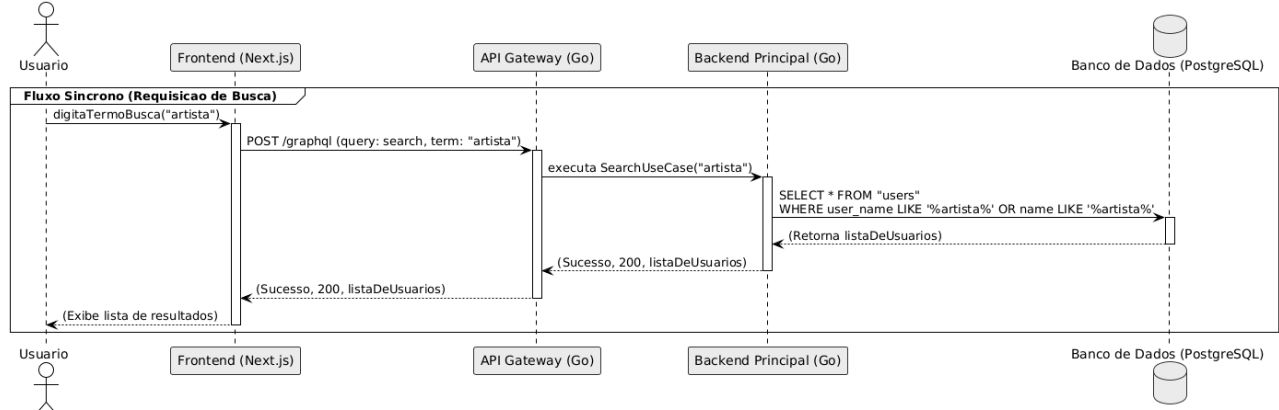 Usuario
Frontend (Next.js)
API Gateway (Go)
Backend Principal (Go)
Banco de Dados (PostgreSQL)
Fluxo Sincrono (Requisicao de Busca)
digitaTermoBusca("artista")
POST /graphql (query: search, term: "artista")
executa SearchUseCase("artista")
SELECT * FROM "users"
WHERE user_name LIKE '%artista%' OR name LIKE '%artista%'
(Retorna listaDeUsuarios)
(Sucesso, 200, listaDeUsuarios)
(Sucesso, 200, listaDeUsuarios)
(Exibe lista de resultados)
Usuario
Frontend (Next.js)
API Gateway (Go)
Backend Principal (Go)
Banco de Dados (PostgreSQL)